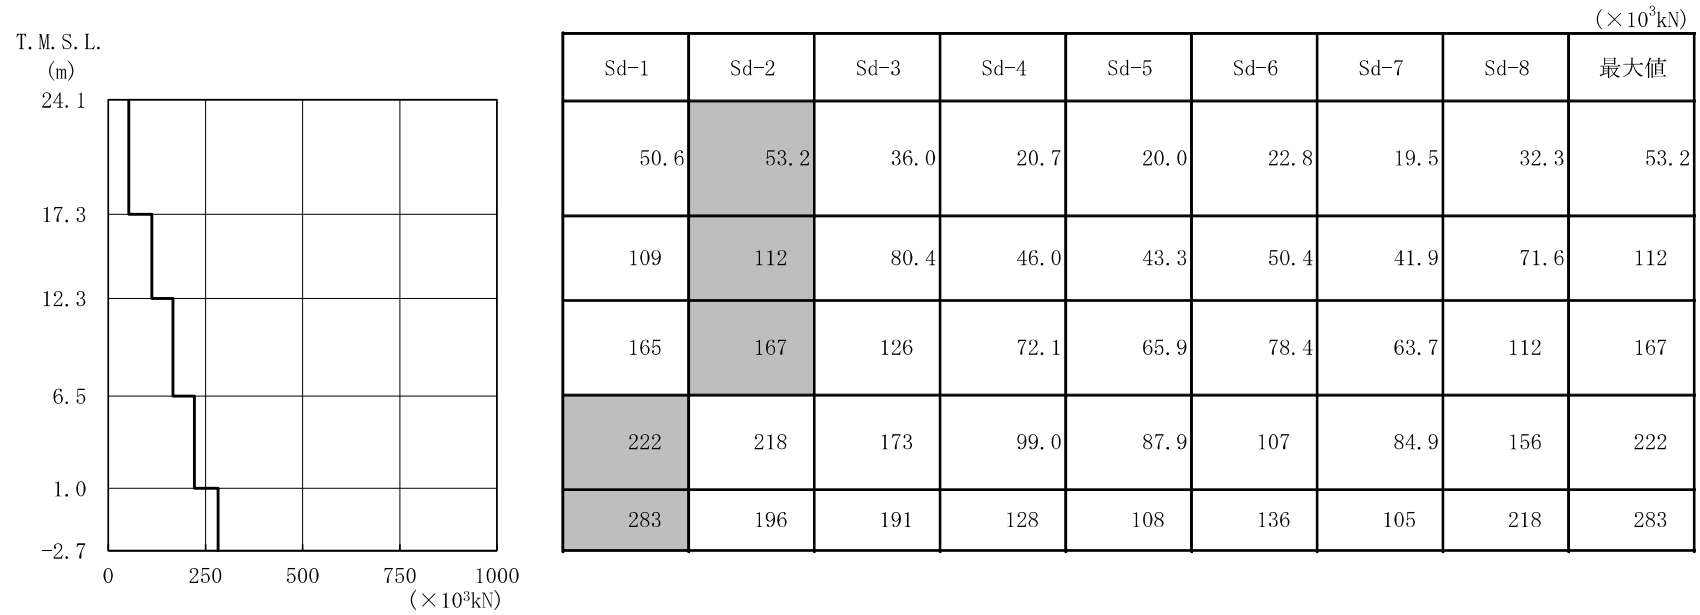 (×10³kN)
T.M.S.L.
(m)
24.1
17.3
12.3
6.5
1.0
-2.7
0 250 500 750 1000
(×10³kN)
Sd-1 Sd-2 Sd-3 Sd-4 Sd-5 Sd-6 Sd-7 Sd-8 最大値
50.6 53.2 36.0 20.7 20.0 22.8 19.5 32.3 53.2
109 112 80.4 46.0 43.3 50.4 41.9 71.6 112
165 167 126 72.1 65.9 78.4 63.7 112 167
222 218 173 99.0 87.9 107 84.9 156 222
283 196 191 128 108 136 105 218 283